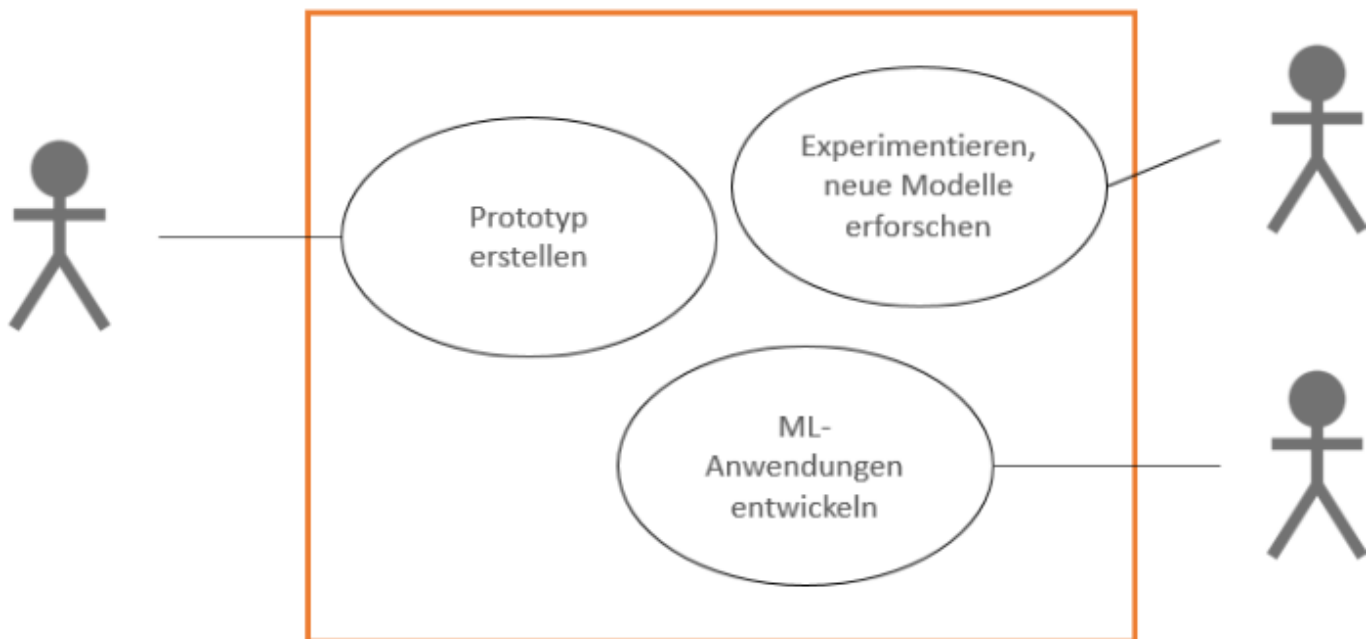 Prototyp
erstellen
Experimentieren,
neue Modelle
erforschen
ML-
Anwendungen
entwickeln